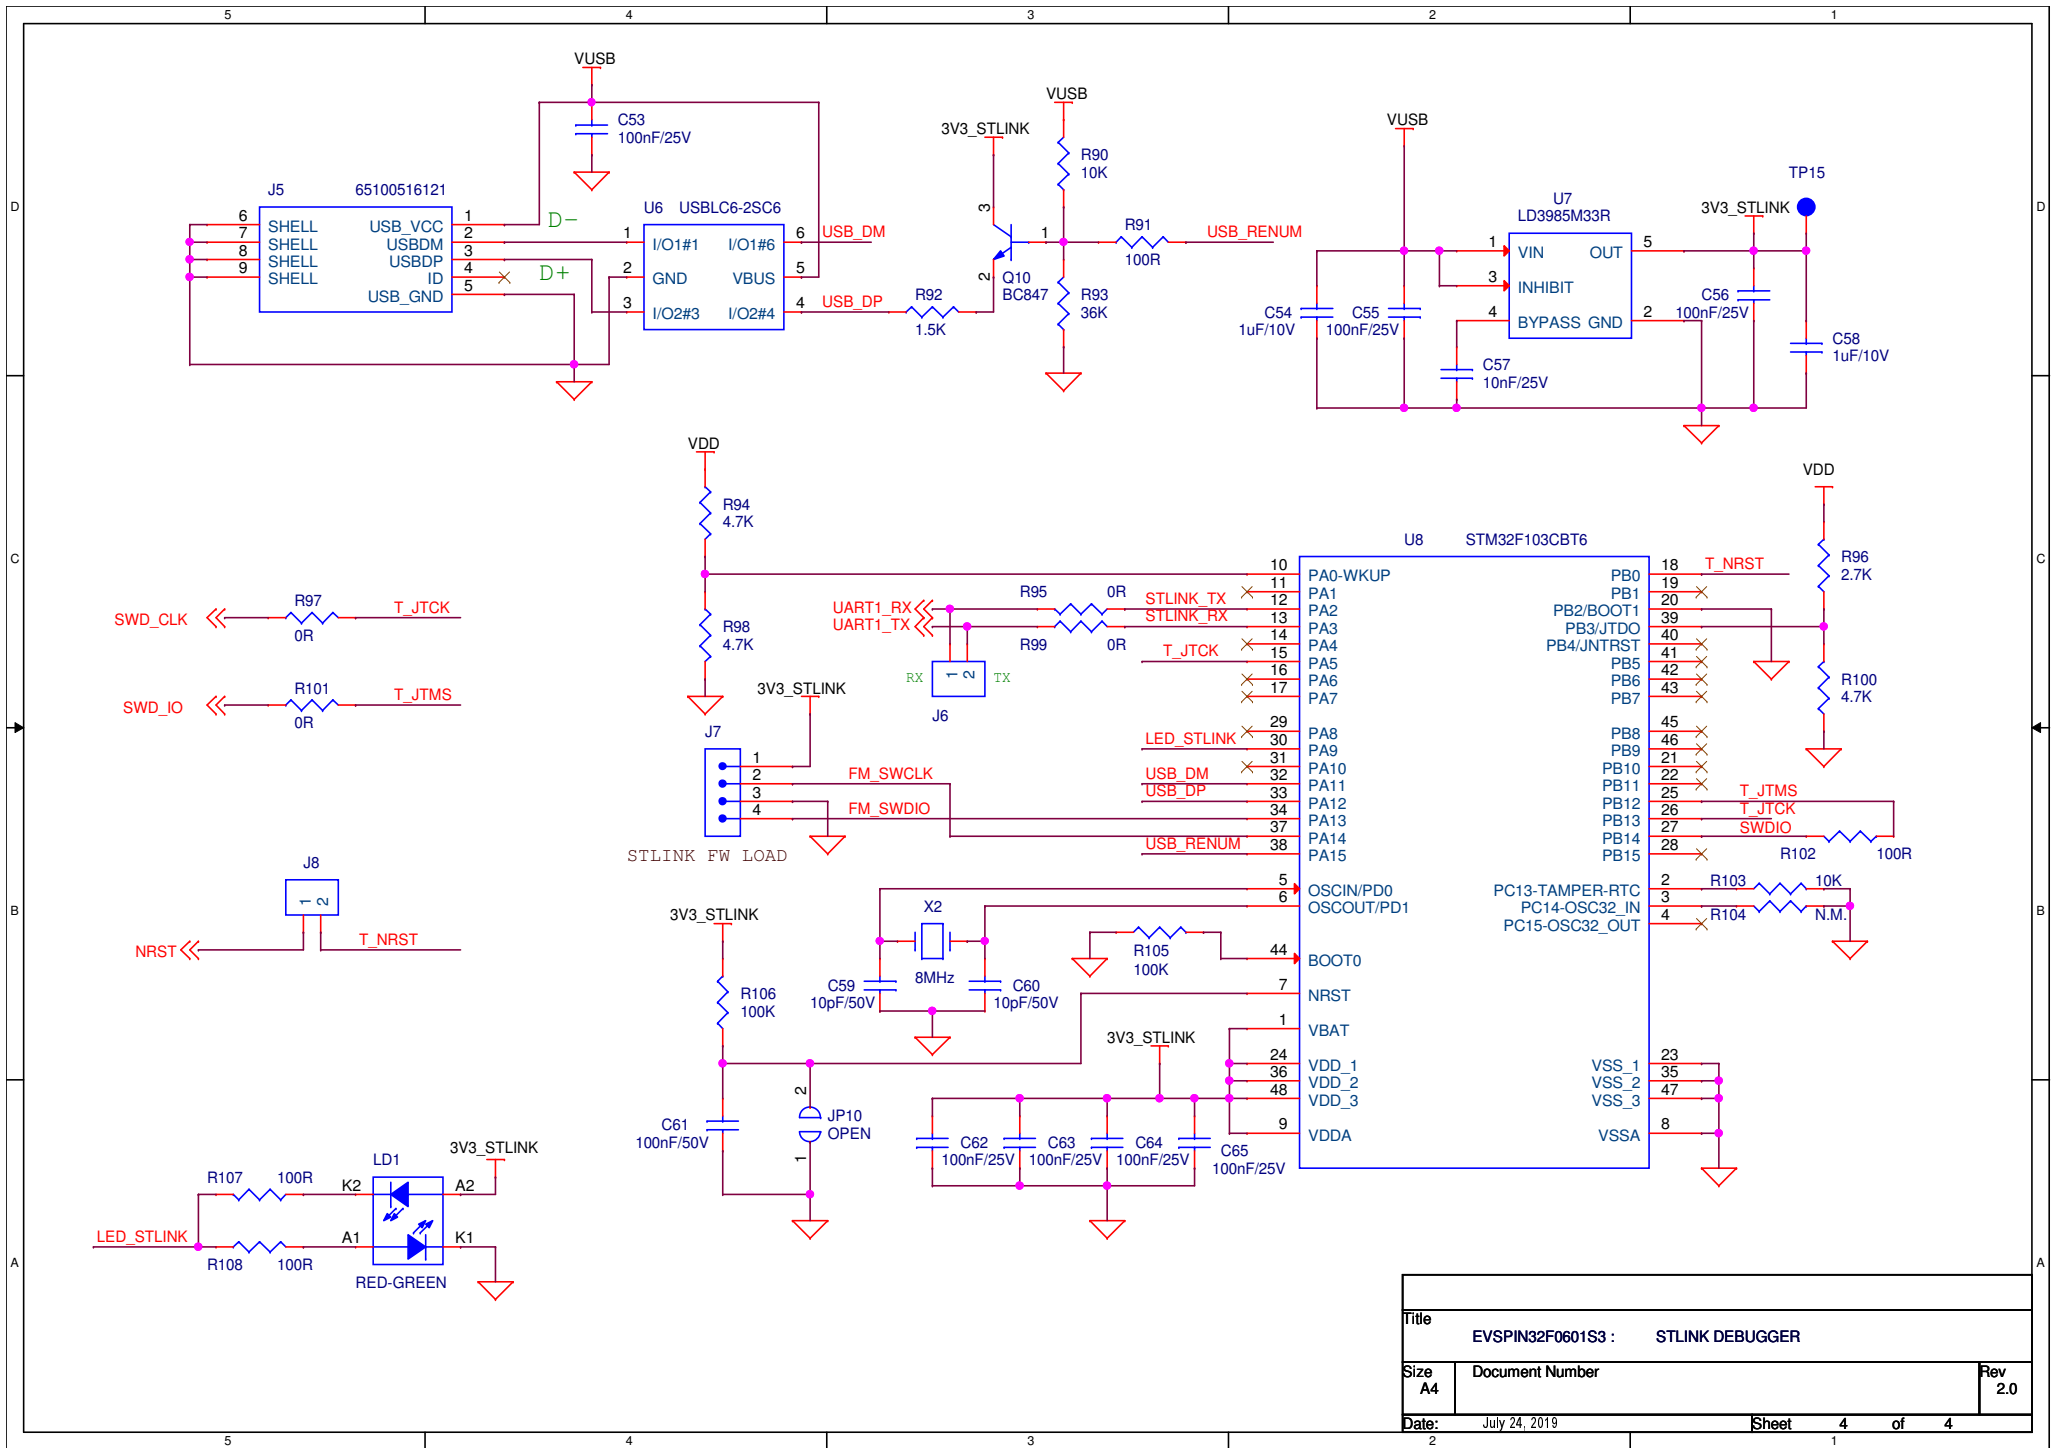 5 4 3 2 1
D
C
B
A
VUSB
C53
100nF/25V
J5 65100516121
6 SHELL
7 SHELL
8 SHELL
9 SHELL
USB_VCC 1
USBDM 2
USBDP 3
ID 4
USB_GND 5
D-
D+
U6 USBLC6-2SC6
1 I/O1#1 I/O1#6 6 USB_DM
2 GND VBUS 5
3 I/O2#3 I/O2#4 4 USB_DP
R92
1.5K
3V3_STLINK
VUSB
R90
10K
3
1
2
Q10
BC847
R91
100R
USB_RENUM
R93
36K
VUSB
U7
LD3985M33R
1 VIN OUT 5
3 INHIBIT
4 BYPASS GND 2
3V3_STLINK
TP15
C54
1uF/10V
C55
100nF/25V
C57
10nF/25V
C56
100nF/25V
C58
1uF/10V
SWD_CLK
R97
0R
T_JTCK
SWD_IO
R101
0R
T_JTMS
VDD
R94
4.7K
R98
4.7K
UART1_RX
UART1_TX
R95 0R
STLINK_TX
STLINK_RX
R99 0R
RX 1 2 TX
J6
T_JTCK
3V3_STLINK
J7
1
2 FM_SWCLK
3
4 FM_SWDIO
STLINK FW LOAD
LED_STLINK
USB_DM
USB_DP
USB_RENUM
U8 STM32F103CBT6
10 PA0-WKUP
11 PA1
12 PA2
13 PA3
14 PA4
15 PA5
16 PA6
17 PA7
29 PA8
30 PA9
31 PA10
32 PA11
33 PA12
34 PA13
37 PA14
38 PA15
5 OSCIN/PD0
6 OSCOUT/PD1
44 BOOT0
7 NRST
1 VBAT
24 VDD_1
36 VDD_2
48 VDD_3
9 VDDA
PB0 18 T_NRST
PB1 19
PB2/BOOT1 20
PB3/JTDO 39
PB4/JNTRST 40
PB5 41
PB6 42
PB7 43
PB8 45
PB9 46
PB10 21
PB11 22
PB12 25 T_JTMS
PB13 26 T_JTCK
PB14 27 SWDIO
PB15 28
PC13-TAMPER-RTC 2
PC14-OSC32_IN 3
PC15-OSC32_OUT 4
VSS_1 23
VSS_2 35
VSS_3 47
VSSA 8
VDD
R96
2.7K
R100
4.7K
R102 100R
R103 10K
R104 N.M.
J8
1 2
NRST
T_NRST
3V3_STLINK
R106
100K
C61
100nF/50V
2
JP10
OPEN
1
X2
8MHz
C59
10pF/50V
C60
10pF/50V
R105
100K
3V3_STLINK
C62
100nF/25V
C63
100nF/25V
C64
100nF/25V
C65
100nF/25V
LED_STLINK
R107 100R
R108 100R
LD1
K2 A2
A1 K1
RED-GREEN
3V3_STLINK
Title
EVSPIN32F0601S3 : STLINK DEBUGGER
Size Document Number Rev
A4 2.0
Date: July 24, 2019 Sheet 4 of 4
D
C
B
A
5 4 3 2 1